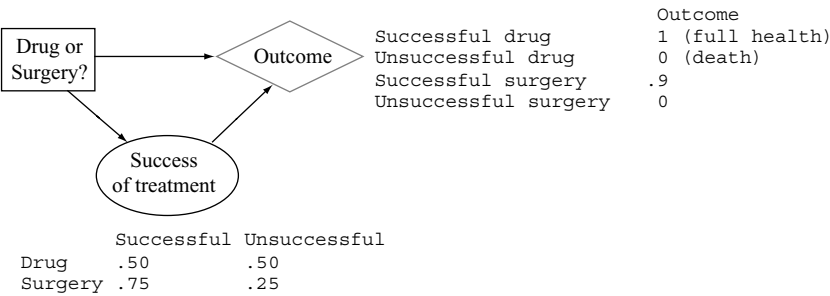 Drug or
Surgery?
Outcome
Success
of treatment
Outcome
Successful drug 1 (full health)
Unsuccessful drug 0 (death)
Successful surgery .9
Unsuccessful surgery 0
Successful Unsuccessful
Drug .50 .50
Surgery .75 .25